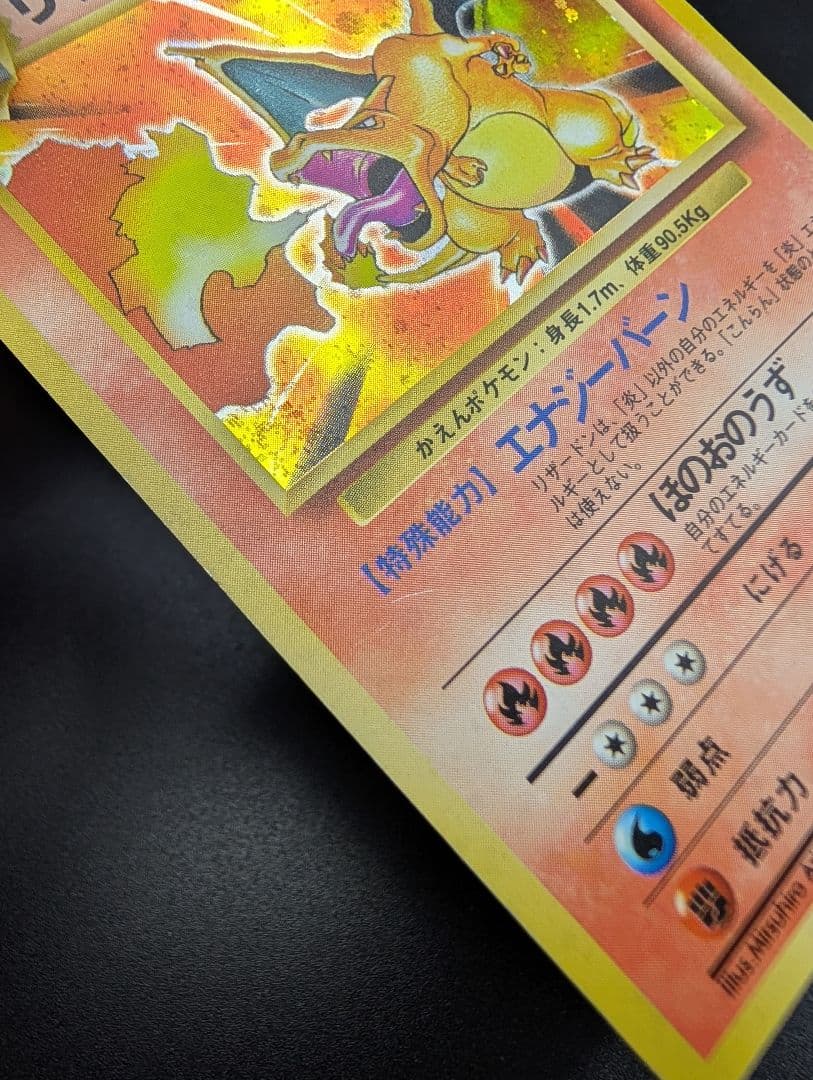 かえんポケモン：身長1.7m、体重90.5Kg
【特殊能力】エナジーバーン
リザードンは、「炎」以外の自分のエネルギーを「炎」エ
ルギーとして扱うことができる。「こんらん」状態の
は使えない。
ほのおのうず
自分のエネルギーカードを
てすてる。
にげる
弱点
抵抗力
Illus. Mitsuhiro A